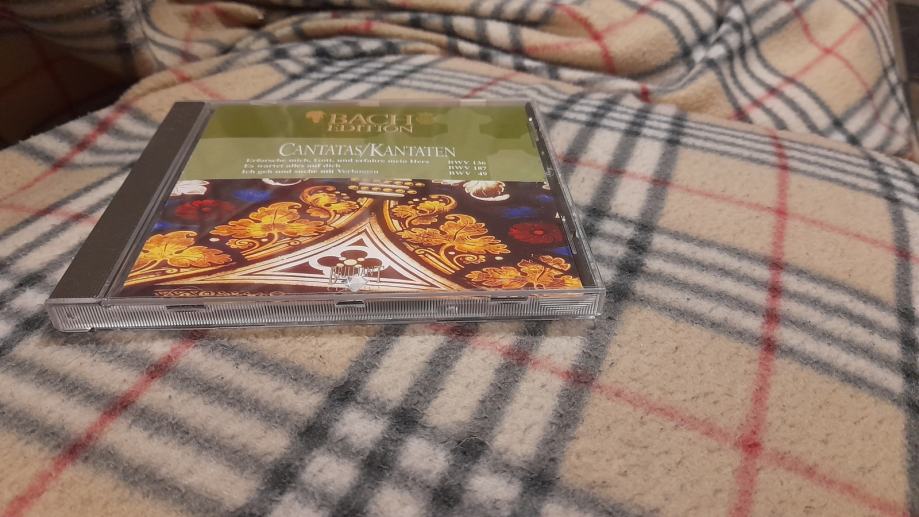 BACH
EDITION
CANTATAS/KANTATEN
Erforsche mich, Gott, und erfahre mein Herz BWV 136
Es wartet alles auf dich BWV 187
Ich geh und suche mit Verlangen BWV 49